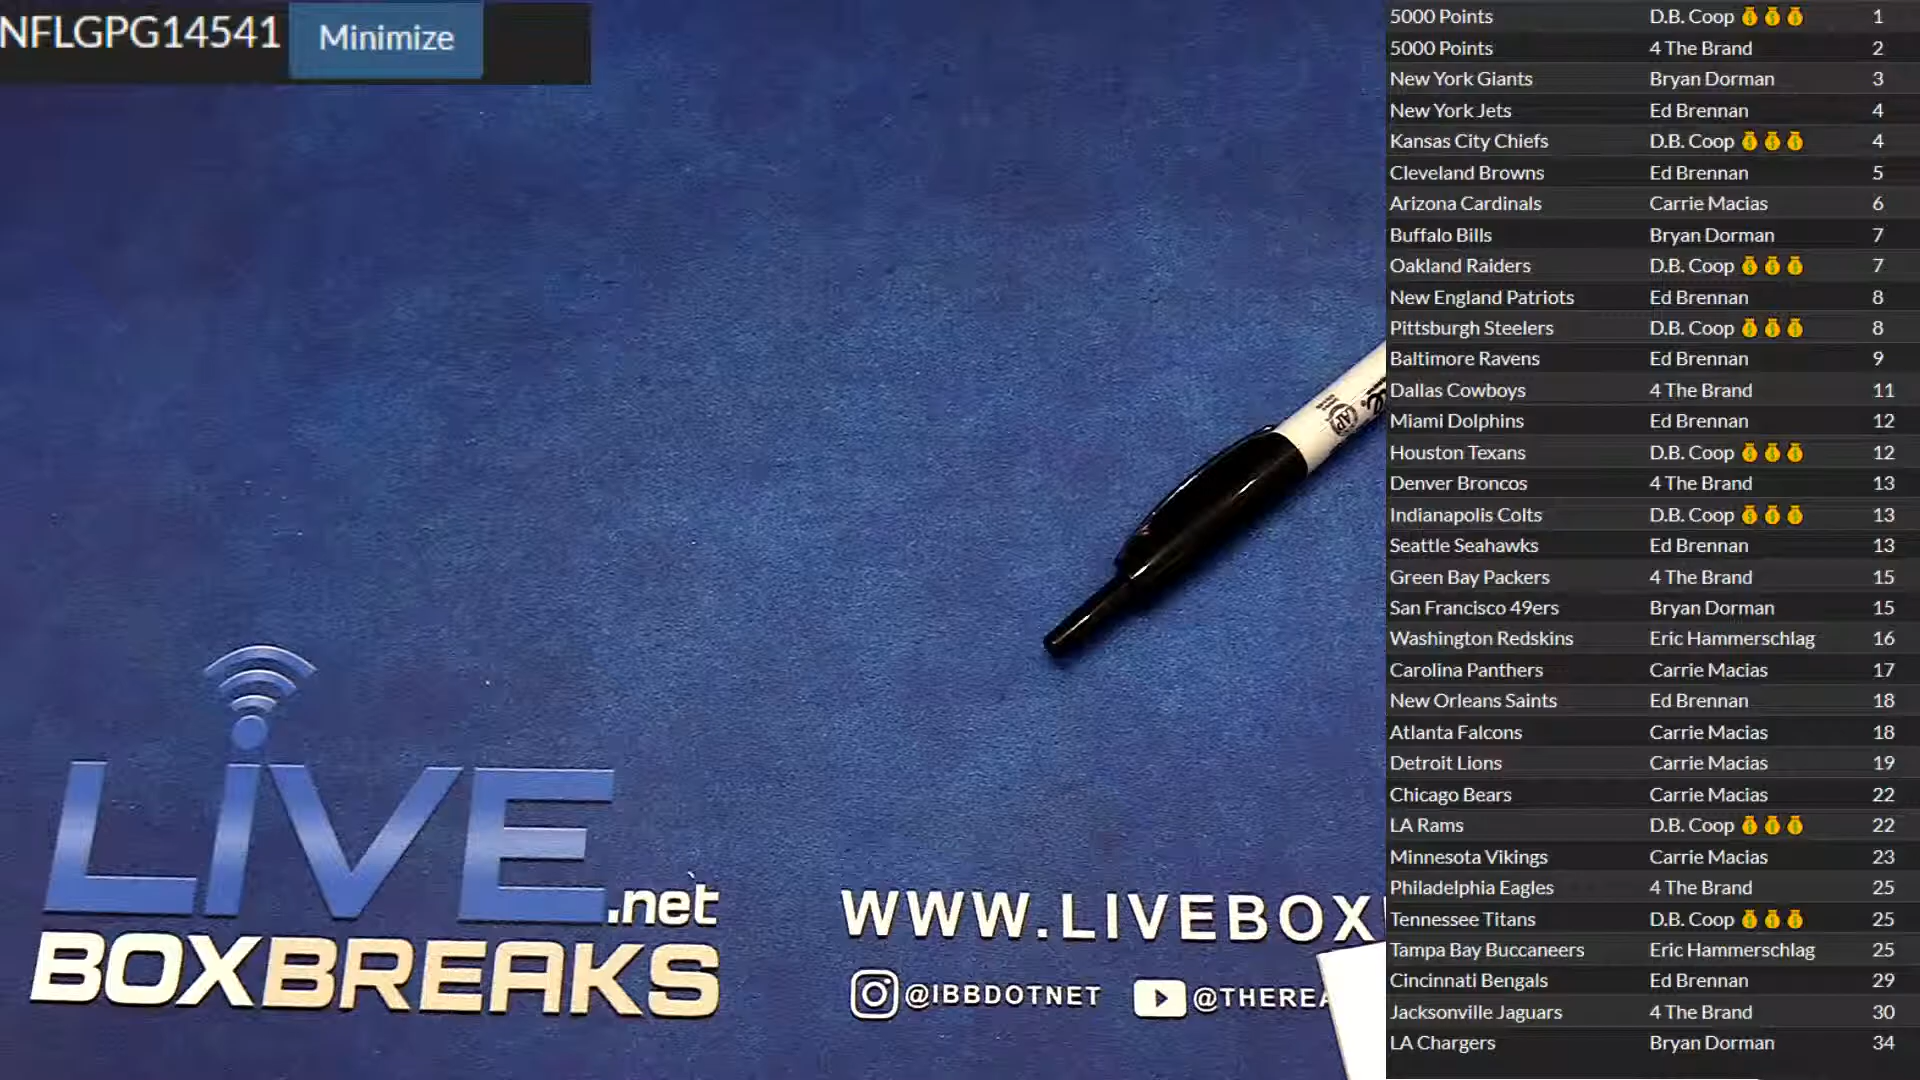 NFLGPG14541 Minimize
5000 Points D.B. Coop 1
5000 Points 4 The Brand 2
New York Giants Bryan Dorman 3
New York Jets Ed Brennan 4
Kansas City Chiefs D.B. Coop 4
Cleveland Browns Ed Brennan 5
Arizona Cardinals Carrie Macias 6
Buffalo Bills Bryan Dorman 7
Oakland Raiders D.B. Coop 7
New England Patriots Ed Brennan 8
Pittsburgh Steelers D.B. Coop 8
Baltimore Ravens Ed Brennan 9
Dallas Cowboys 4 The Brand 11
Miami Dolphins Ed Brennan 12
Houston Texans D.B. Coop 12
Denver Broncos 4 The Brand 13
Indianapolis Colts D.B. Coop 13
Seattle Seahawks Ed Brennan 13
Green Bay Packers 4 The Brand 15
San Francisco 49ers Bryan Dorman 15
Washington Redskins Eric Hammerschlag 16
Carolina Panthers Carrie Macias 17
New Orleans Saints Ed Brennan 18
Atlanta Falcons Carrie Macias 18
Detroit Lions Carrie Macias 19
Chicago Bears Carrie Macias 22
LA Rams D.B. Coop 22
Minnesota Vikings Carrie Macias 23
Philadelphia Eagles 4 The Brand 25
Tennessee Titans D.B. Coop 25
Tampa Bay Buccaneers Eric Hammerschlag 25
Cincinnati Bengals Ed Brennan 29
Jacksonville Jaguars 4 The Brand 30
LA Chargers Bryan Dorman 34
LIVE.net
BOXBREAKS
WWW.LIVEBOX
@IBBDOTNET @THEREA